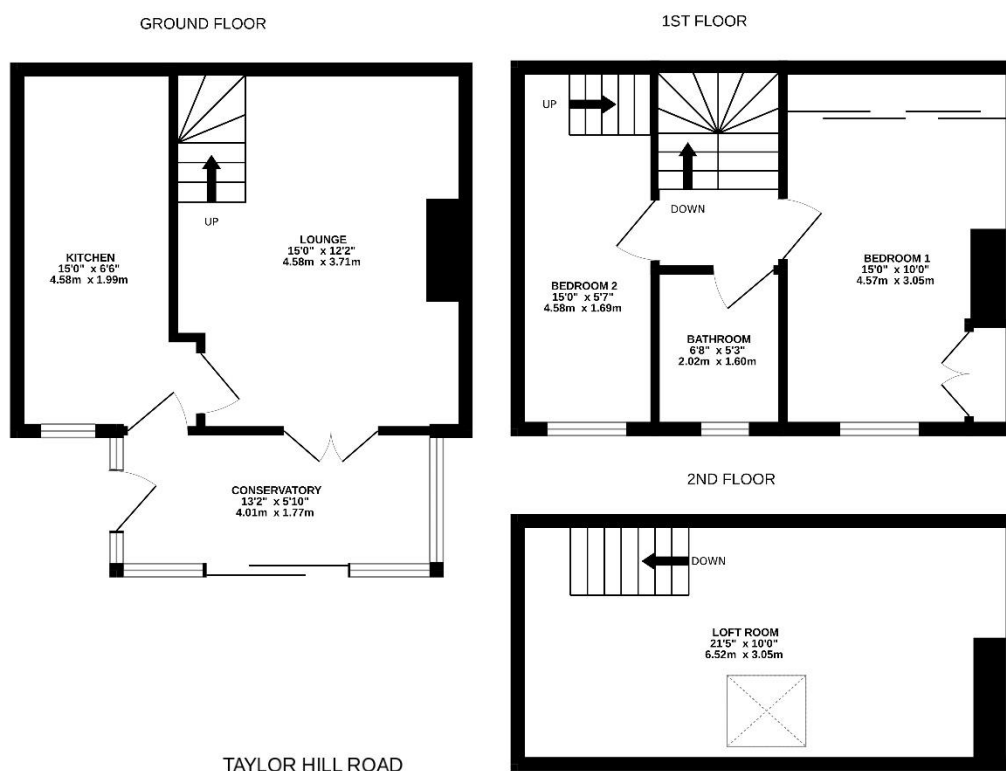 GROUND FLOOR
UP
KITCHEN
15'0" x 6'6"
4.58m x 1.99m
LOUNGE
15'0" x 12'2"
4.58m x 3.71m
CONSERVATORY
13'2" x 5'10"
4.01m x 1.77m
1ST FLOOR
UP
DOWN
BEDROOM 2
15'0" x 5'7"
4.58m x 1.69m
BATHROOM
6'8" x 5'3"
2.02m x 1.60m
BEDROOM 1
15'0" x 10'0"
4.57m x 3.05m
2ND FLOOR
DOWN
LOFT ROOM
21'5" x 10'0"
6.52m x 3.05m
TAYLOR HILL ROAD